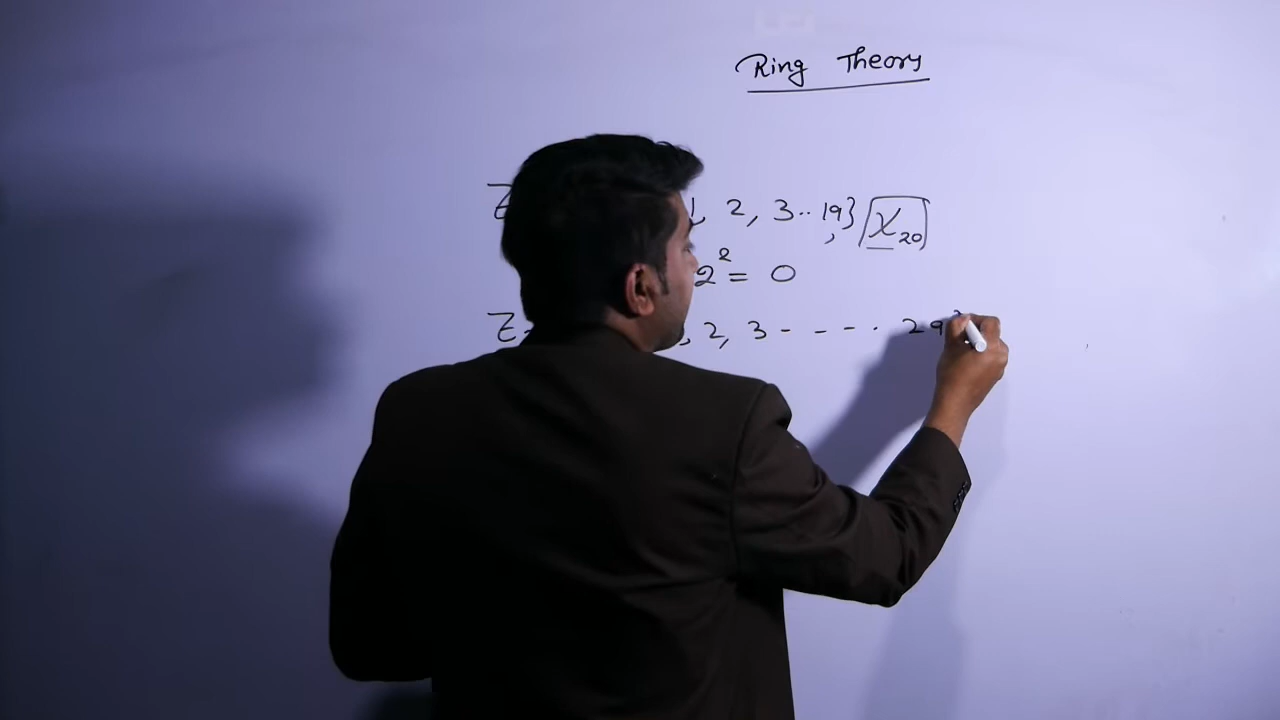 Ring Theory
Z 1, 2, 3.. 19} X20
2² = 0
Z , 2, 3 - - - - . 29